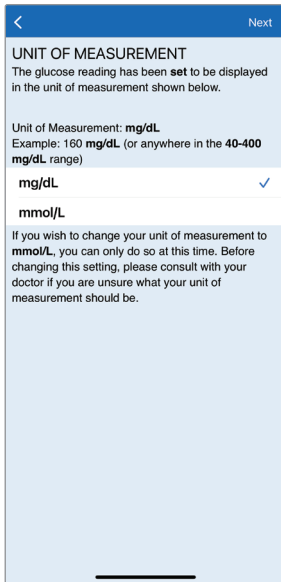 Next
UNIT OF MEASUREMENT
The glucose reading has been set to be displayed
in the unit of measurement shown below.
Unit of Measurement: mg/dL
Example: 160 mg/dL (or anywhere in the 40-400
mg/dL range)
mg/dL
mmol/L
If you wish to change your unit of measurement to
mmol/L, you can only do so at this time. Before
changing this setting, please consult with your
doctor if you are unsure what your unit of
measurement should be.